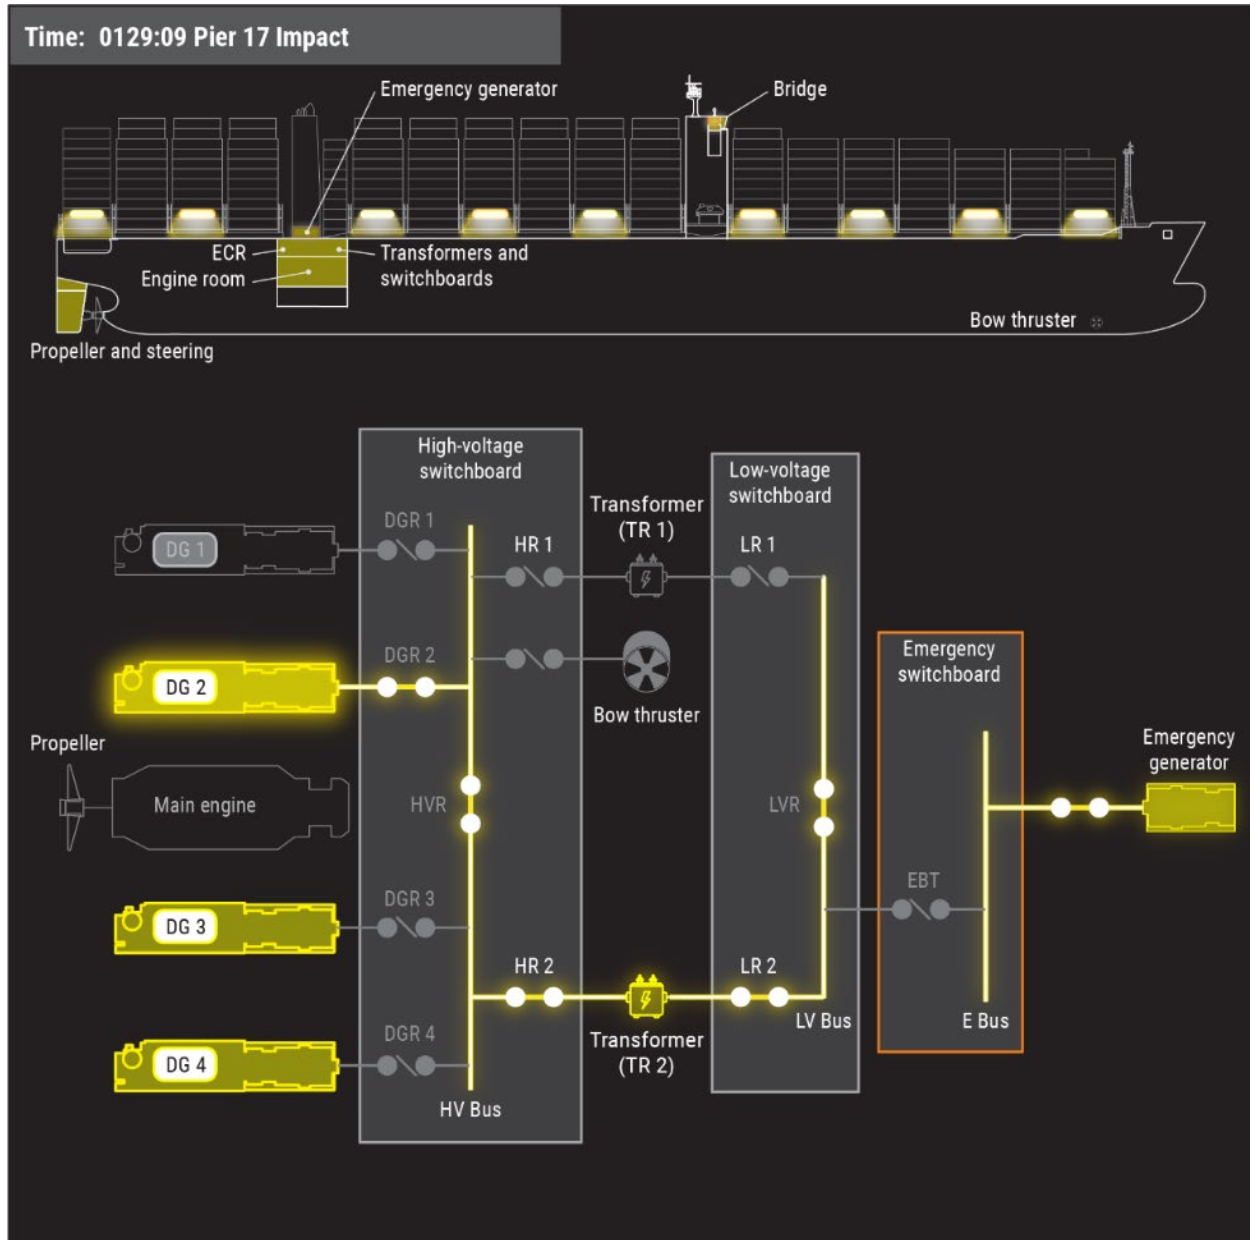 Time: 0129:09 Pier 17 Impact
Emergency generator
Bridge
ECR
Transformers and
switchboards
Engine room
Bow thruster
Propeller and steering
High-voltage
switchboard
Low-voltage
switchboard
Transformer
(TR 1)
DGR 1
HR 1
LR 1
DG 1
Emergency
switchboard
DGR 2
DG 2
Bow thruster
Propeller
Emergency
generator
Main engine
HVR
LVR
EBT
DGR 3
DG 3
HR 2
LR 2
LV Bus
E Bus
DGR 4
Transformer
(TR 2)
DG 4
HV Bus